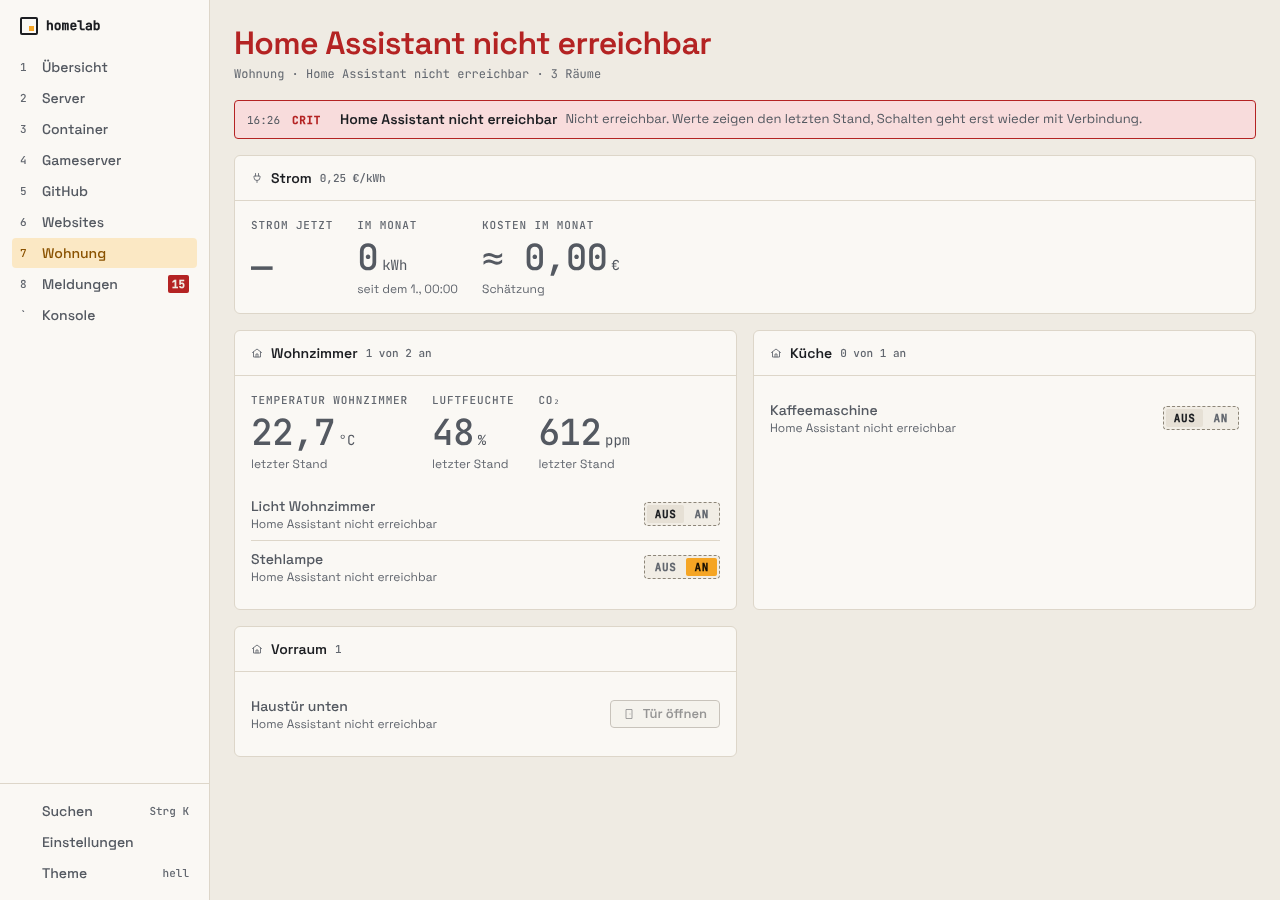 homelab
1 Übersicht
2 Server
3 Container
4 Gameserver
5 GitHub
6 Websites
7 Wohnung
8 Meldungen 15
` Konsole
Suchen Strg K
Einstellungen
Theme hell
Home Assistant nicht erreichbar
Wohnung · Home Assistant nicht erreichbar · 3 Räume
16:26 CRIT Home Assistant nicht erreichbar Nicht erreichbar. Werte zeigen den letzten Stand, Schalten geht erst wieder mit Verbindung.
Strom 0,25 €/kWh
STROM JETZT IM MONAT KOSTEN IM MONAT
— 0 kWh ≈ 0,00 €
seit dem 1., 00:00 Schätzung
Wohnzimmer 1 von 2 an
TEMPERATUR WOHNZIMMER LUFTFEUCHTE CO₂
22,7 °C 48 % 612 ppm
letzter Stand letzter Stand letzter Stand
Licht Wohnzimmer AUS AN
Home Assistant nicht erreichbar
Stehlampe AUS AN
Home Assistant nicht erreichbar
Küche 0 von 1 an
Kaffeemaschine AUS AN
Home Assistant nicht erreichbar
Vorraum 1
Haustür unten Tür öffnen
Home Assistant nicht erreichbar